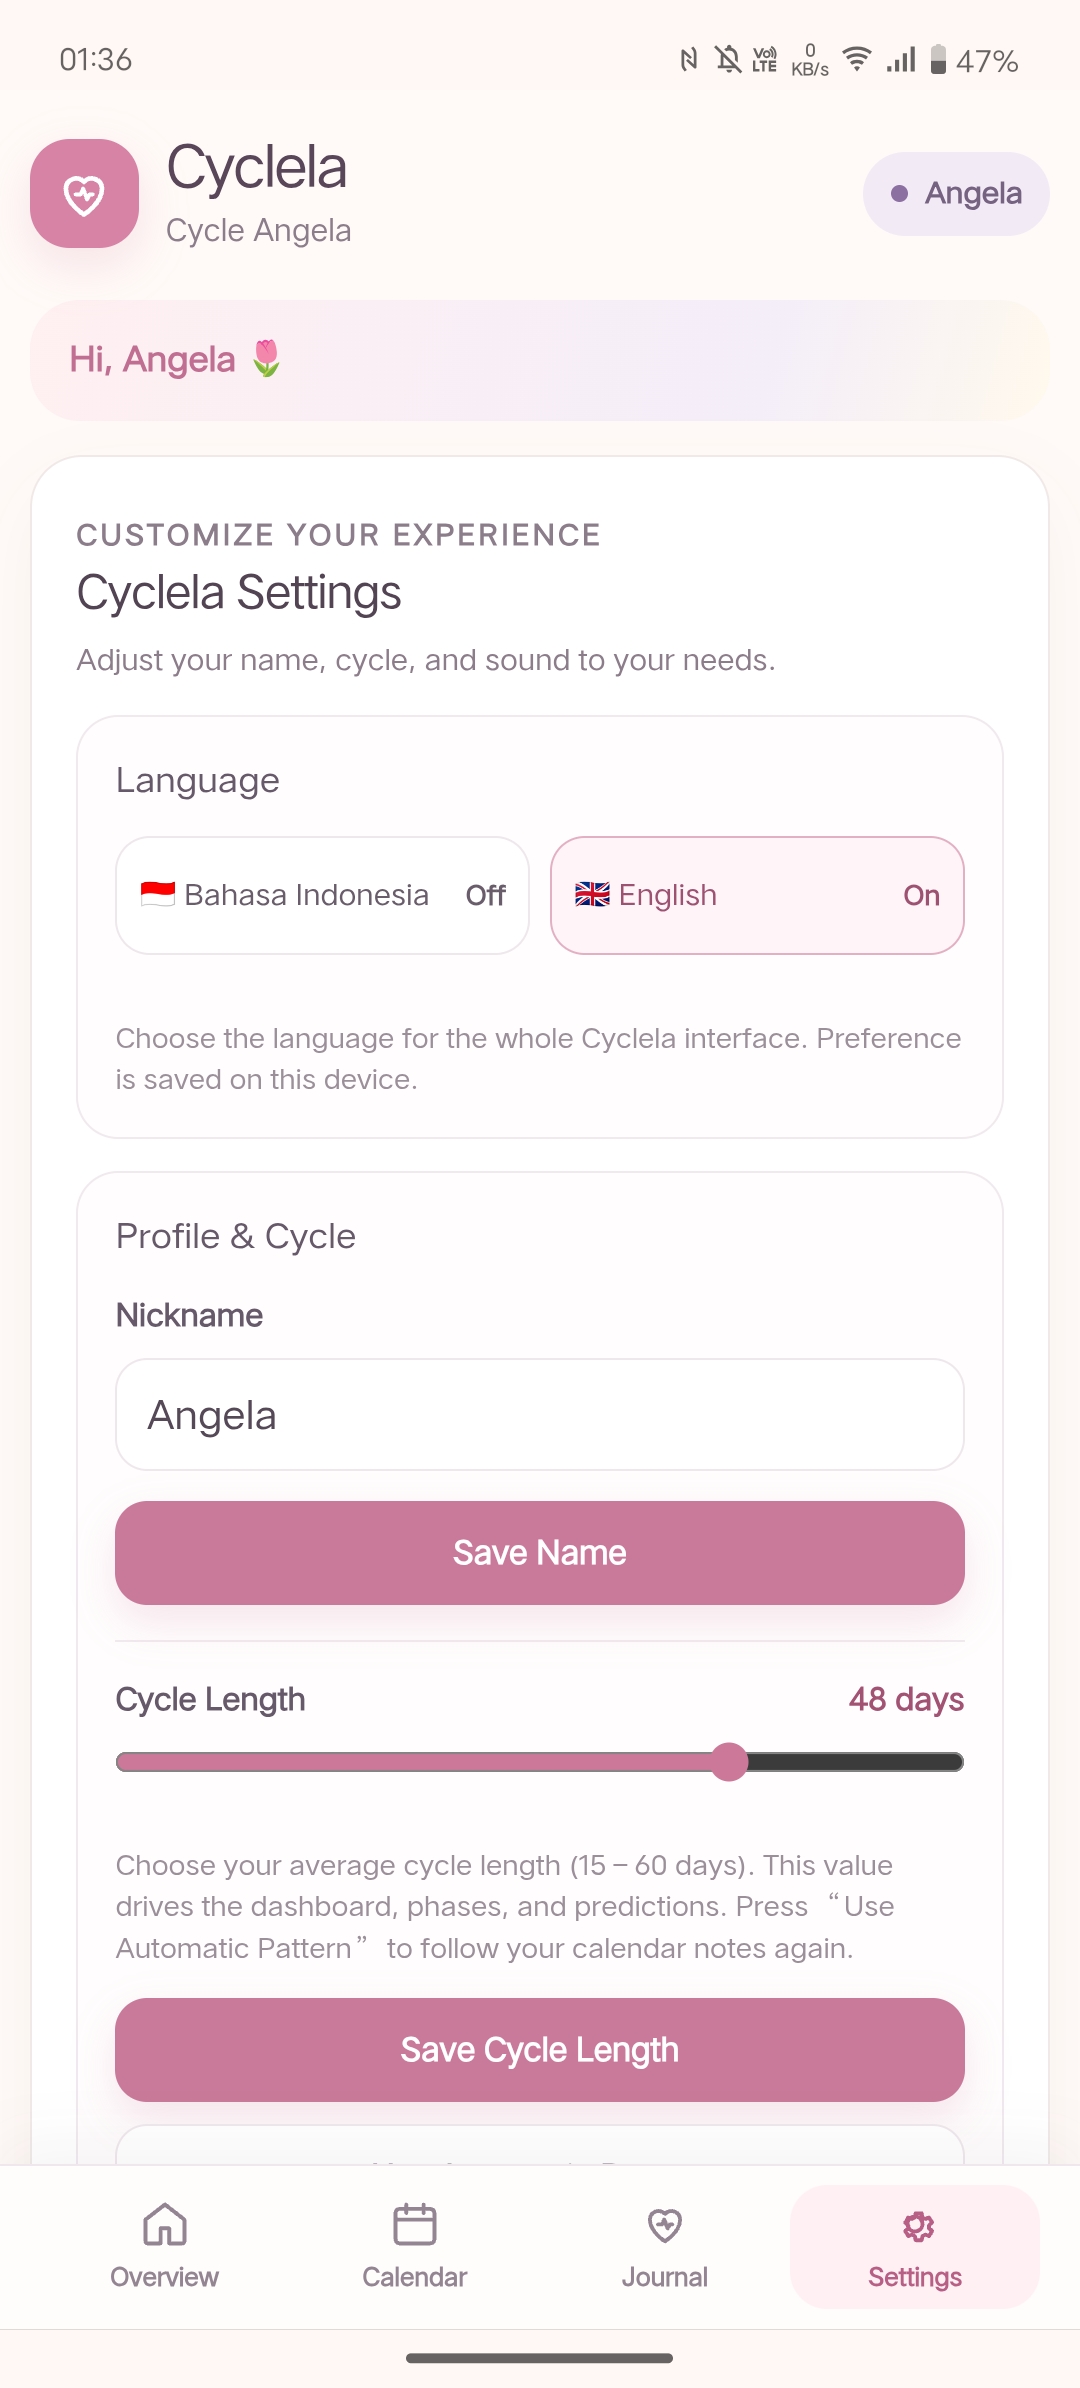 01:36
Vo)) LTE
0 KB/s
47%
Cyclela
Cycle Angela
Angela
Hi, Angela 🌷
CUSTOMIZE YOUR EXPERIENCE
Cyclela Settings
Adjust your name, cycle, and sound to your needs.
Language
🇮🇩 Bahasa Indonesia Off
🇬🇧 English On
Choose the language for the whole Cyclela interface. Preference
is saved on this device.
Profile & Cycle
Nickname
Angela
Save Name
Cycle Length 48 days
Choose your average cycle length (15 – 60 days). This value
drives the dashboard, phases, and predictions. Press “Use
Automatic Pattern” to follow your calendar notes again.
Save Cycle Length
Overview
Calendar
Journal
Settings